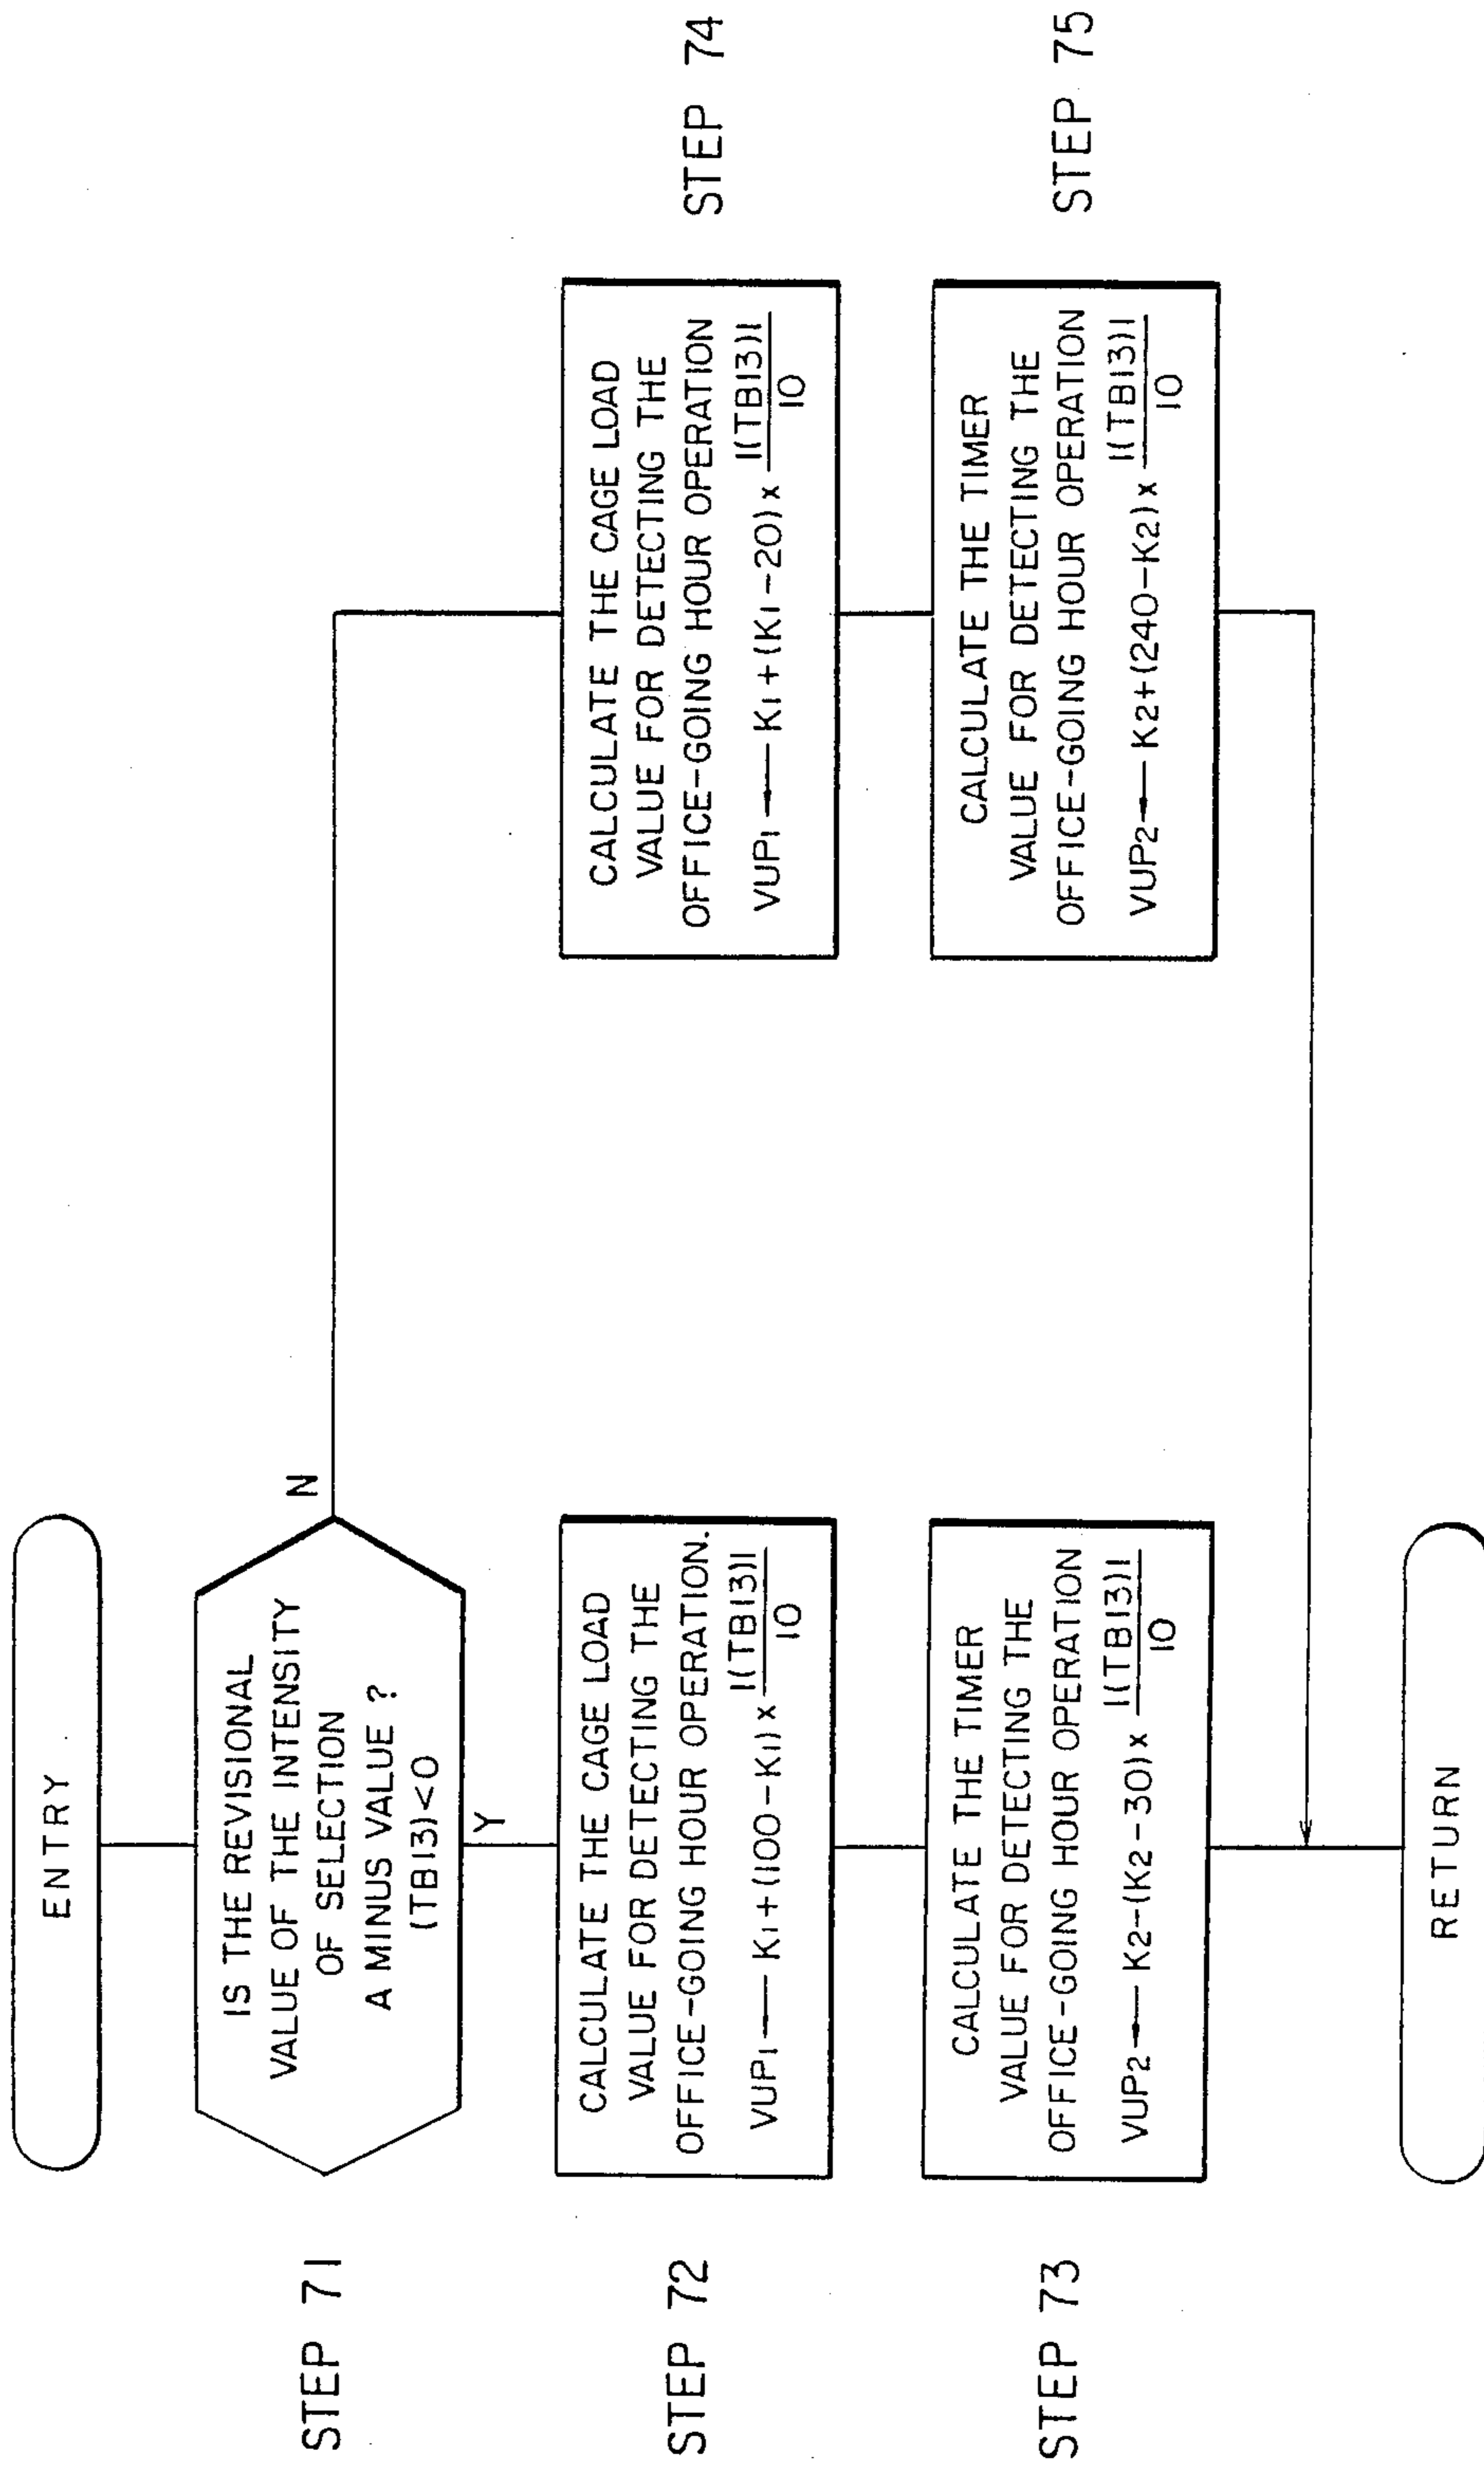 ENTRY
STEP 71
IS THE REVISIONAL
VALUE OF THE INTENSITY
OF SELECTION
A MINUS VALUE ?
(TB13)<0
N
Y
STEP 72
CALCULATE THE CAGE LOAD
VALUE FOR DETECTING THE
OFFICE-GOING HOUR OPERATION.
VUP1 ← K1+(100-K1)× |(TB13)|
10
STEP 73
CALCULATE THE TIMER
VALUE FOR DETECTING THE
OFFICE-GOING HOUR OPERATION
VUP2 ← K2-(K2-30)× |(TB13)|
10
STEP 74
CALCULATE THE CAGE LOAD
VALUE FOR DETECTING THE
OFFICE-GOING HOUR OPERATION
VUP1 ← K1+(K1-20)× |(TB13)|
10
STEP 75
CALCULATE THE TIMER
VALUE FOR DETECTING THE
OFFICE-GOING HOUR OPERATION
VUP2 ← K2+(240-K2)× |(TB13)|
10
RETURN